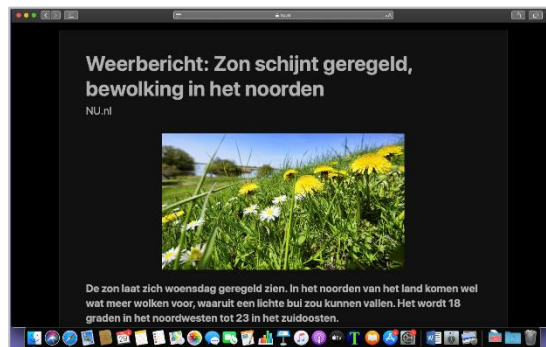 nu.nl
Weerbericht: Zon schijnt geregeld,
bewolking in het noorden
NU.nl
De zon laat zich woensdag geregeld zien. In het noorden van het land komen wel
wat meer wolken voor, waaruit een lichte bui zou kunnen vallen. Het wordt 18
graden in het noordwesten tot 23 in het zuidoosten.